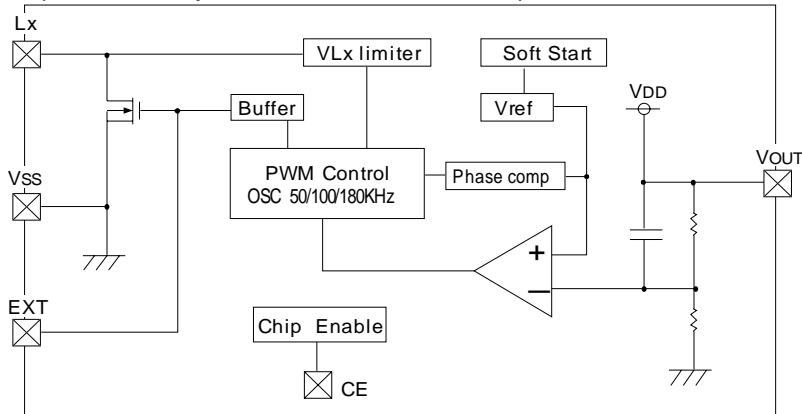 Lx
VLx limiter
Soft Start
Buffer
Vref
VDD
VOUT
PWM Control
OSC 50/100/180KHz
Phase comp
VSS
+
−
EXT
Chip Enable
CE